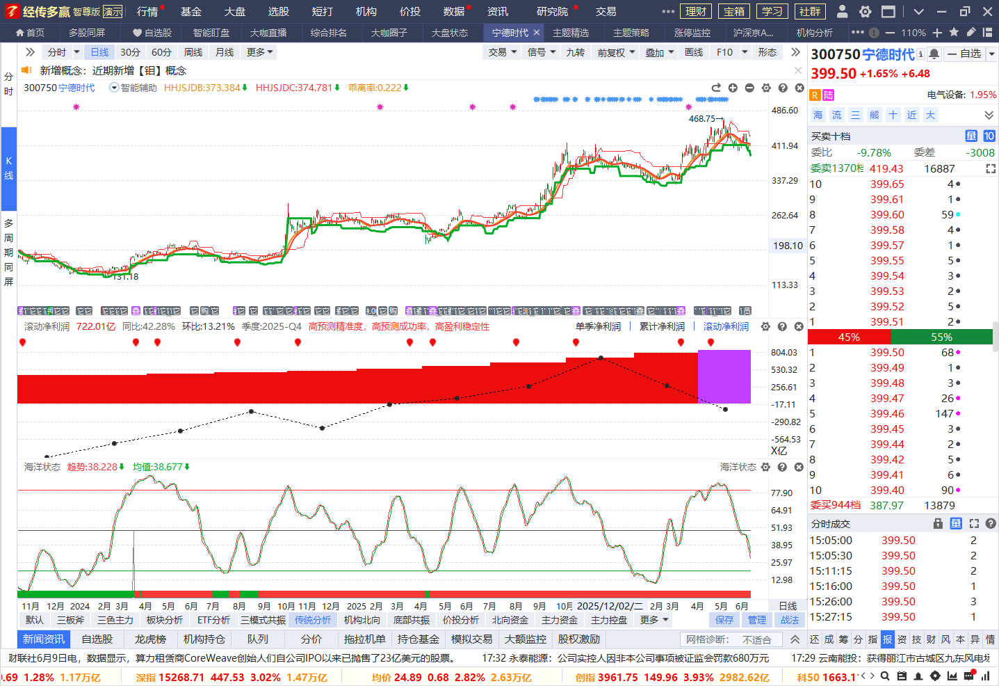 经传多赢 智尊版 演示 行情 基金 大盘 选股 短打 机构 价投 数据 资讯 研究院 交易 理财 宝箱 学习 社群
首页 多股同屏 自选股 智能盯盘 大咖直播 综合排名 大咖圈子 大盘状态 宁德时代 主题精选 主题策略 涨停监控 沪深京A... 机构分析 110%
分时 日线 30分 60分 周线 月线 更多 交易 信号 九转 前复权 叠加 画线 F10 形态
新增概念：近期新增【钼】概念
300750 宁德时代 智能辅助 HHJSJDB:373.384 HHJSJDC:374.781 乖离率:0.222
分时
K线
多周期同屏
486.60
468.75
411.94
337.29
262.64
198.10
131.18
113.33
滚动净利润 722.01亿 同比:42.28% 环比:13.21% 季度:2025-Q4 高预测精准度，高预测成功率，高盈利稳定性 单季净利润 累计净利润 滚动净利润
804.03
530.32
256.61
-17.11
-290.82
-564.53
X亿
海洋状态 趋势:38.228 均值:38.677 海洋状态
77.90
64.91
51.93
38.95
25.97
12.98
11月 12月 2024 2月 3月 4月 5月 6月 7月 8月 9月 10月 11月 12月 2025 2月 3月 4月 5月 6月 7月 8月 9月 10月 2025/12/02/二 2月 3月 4月 5月 6月 日线
默认 三板斧 三色主力 板块分析 ETF分析 三模式共振 传统分析 机构北向 底部共振 价投分析 北向资金 主力资金 主力控盘 更多 保存 管理 战法
新闻资讯 自选股 龙虎榜 机构持仓 队列 分价 拖拉机单 持仓基金 模拟交易 大额监控 股权激励 网格诊断： 不适合
300750 宁德时代 自选
399.50 +1.65% +6.48
R 陆 电气设备: 1.95%
海 流 三 熊 十 近 大
买卖十档 量 10
委比 -9.78% 委差 -3008
委卖1370档 419.43 16887
10 399.65 4
9 399.61 1
8 399.60 59
7 399.58 4
6 399.57 1
5 399.55 5
4 399.54 3
3 399.53 2
2 399.52 5
1 399.51 2
45% 55%
1 399.50 68
2 399.49 1
3 399.48 3
4 399.47 26
5 399.46 147
6 399.45 3
7 399.44 2
8 399.42 5
9 399.41 6
10 399.40 90
委买944档 387.97 13879
分时成交 量
15:05:00 399.50 2
15:05:30 399.50 2
15:11:15 399.50 2
15:16:00 399.50 1
15:26:00 399.50 3
15:27:15 399.50 1
还 成 筹 分 指 报 资 技 财 风 本 异 情
财联社6月9日电，数据显示，算力租赁商CoreWeave创始人们自公司IPO以来已抛售了23亿美元的股票。 17:32 永泰能源：公司实控人因非本公司事项被证监会罚款680万元 17:29 云南能投：获得丽江市古城区九东风电场
0.69 1.28% 1.17万亿 深指 15268.71 447.53 3.02% 1.47万亿 均价 24.89 0.68 2.82% 2.63万亿 创指 3961.75 149.96 3.93% 2982.62亿 科50 1663.1